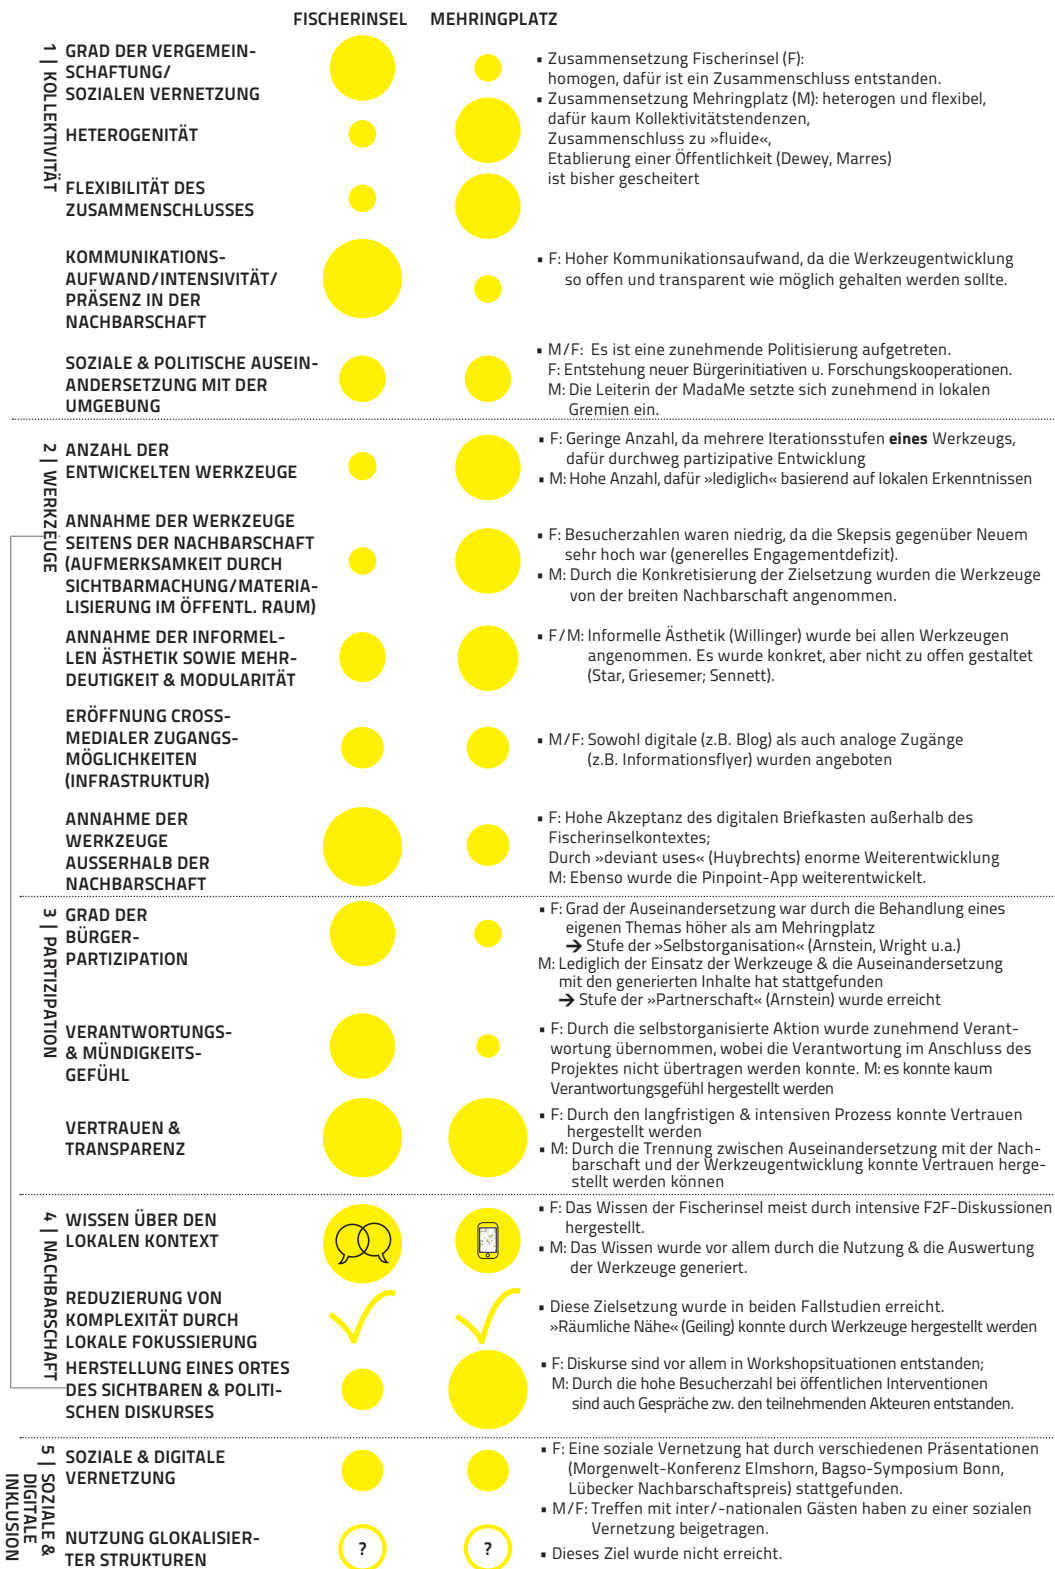 FISCHERINSEL MEHRINGPLATZ
1 | KOLLEKTIVITÄT
GRAD DER VERGEMEIN-
SCHAFTUNG/
SOZIALEN VERNETZUNG
▪ Zusammensetzung Fischerinsel (F):
homogen, dafür ist ein Zusammenschluss entstanden.
▪ Zusammensetzung Mehringplatz (M): heterogen und flexibel,
dafür kaum Kollektivitätstendenzen,
Zusammenschluss zu »fluide«,
Etablierung einer Öffentlichkeit (Dewey, Marres)
ist bisher gescheitert
HETEROGENITÄT
FLEXIBILITÄT DES
ZUSAMMENSCHLUSSES
KOMMUNIKATIONS-
AUFWAND/INTENSIVITÄT/
PRÄSENZ IN DER
NACHBARSCHAFT
▪ F: Hoher Kommunikationsaufwand, da die Werkzeugentwicklung
so offen und transparent wie möglich gehalten werden sollte.
SOZIALE & POLITISCHE AUSEIN-
ANDERSETZUNG MIT DER
UMGEBUNG
▪ M/F: Es ist eine zunehmende Politisierung aufgetreten.
F: Entstehung neuer Bürgerinitiativen u. Forschungskooperationen.
M: Die Leiterin der MadaMe setzte sich zunehmend in lokalen
Gremien ein.
2 | WERKZEUGE
ANZAHL DER
ENTWICKELTEN WERKZEUGE
▪ F: Geringe Anzahl, da mehrere Iterationsstufen eines Werkzeugs,
dafür durchweg partizipative Entwicklung
▪ M: Hohe Anzahl, dafür »lediglich« basierend auf lokalen Erkenntnissen
ANNAHME DER WERKZEUGE
SEITENS DER NACHBARSCHAFT
(AUFMERKSAMKEIT DURCH
SICHTBARMACHUNG/MATERIA-
LISIERUNG IM ÖFFENTL. RAUM)
▪ F: Besucherzahlen waren niedrig, da die Skepsis gegenüber Neuem
sehr hoch war (generelles Engagementdefizit).
▪ M: Durch die Konkretisierung der Zielsetzung wurden die Werkzeuge
von der breiten Nachbarschaft angenommen.
ANNAHME DER INFORMEL-
LEN ÄSTHETIK SOWIE MEHR-
DEUTIGKEIT & MODULARITÄT
▪ F/M: Informelle Ästhetik (Willinger) wurde bei allen Werkzeugen
angenommen. Es wurde konkret, aber nicht zu offen gestaltet
(Star, Griesemer; Sennett).
ERÖFFNUNG CROSS-
MEDIALER ZUGANGS-
MÖGLICHKEITEN
(INFRASTRUKTUR)
▪ M/F: Sowohl digitale (z.B. Blog) als auch analoge Zugänge
(z.B. Informationsflyer) wurden angeboten
ANNAHME DER
WERKZEUGE
AUSSERHALB DER
NACHBARSCHAFT
▪ F: Hohe Akzeptanz des digitalen Briefkasten außerhalb des
Fischerinselkontextes;
Durch »deviant uses« (Huybrechts) enorme Weiterentwicklung
M: Ebenso wurde die Pinpoint-App weiterentwickelt.
3 | PARTIZIPATION
GRAD DER
BÜRGER-
PARTIZIPATION
▪ F: Grad der Auseinandersetzung war durch die Behandlung eines
eigenen Themas höher als am Mehringplatz
→ Stufe der »Selbstorganisation« (Arnstein, Wright u.a.)
M: Lediglich der Einsatz der Werkzeuge & die Auseinandersetzung
mit den generierten Inhalte hat stattgefunden
→ Stufe der »Partnerschaft« (Arnstein) wurde erreicht
VERANTWORTUNGS-
& MÜNDIGKEITS-
GEFÜHL
▪ F: Durch die selbstorganisierte Aktion wurde zunehmend Verant-
wortung übernommen, wobei die Verantwortung im Anschluss des
Projektes nicht übertragen werden konnte. M: es konnte kaum
Verantwortungsgefühl hergestellt werden
VERTRAUEN &
TRANSPARENZ
▪ F: Durch den langfristigen & intensiven Prozess konnte Vertrauen
hergestellt werden
▪ M: Durch die Trennung zwischen Auseinandersetzung mit der Nach-
barschaft und der Werkzeugentwicklung konnte Vertrauen herge-
stellt werden können
4 | NACHBARSCHAFT
WISSEN ÜBER DEN
LOKALEN KONTEXT
▪ F: Das Wissen der Fischerinsel meist durch intensive F2F-Diskussionen
hergestellt.
▪ M: Das Wissen wurde vor allem durch die Nutzung & die Auswertung
der Werkzeuge generiert.
REDUZIERUNG VON
KOMPLEXITÄT DURCH
LOKALE FOKUSSIERUNG
▪ Diese Zielsetzung wurde in beiden Fallstudien erreicht.
»Räumliche Nähe« (Geiling) konnte durch Werkzeuge hergestellt werden
HERSTELLUNG EINES ORTES
DES SICHTBAREN & POLITI-
SCHEN DISKURSES
▪ F: Diskurse sind vor allem in Workshopsituationen entstanden;
M: Durch die hohe Besucherzahl bei öffentlichen Interventionen
sind auch Gespräche zw. den teilnehmenden Akteuren entstanden.
5 | SOZIALE &
DIGITALE
INKLUSION
SOZIALE & DIGITALE
VERNETZUNG
▪ F: Eine soziale Vernetzung hat durch verschiedenen Präsentationen
(Morgenwelt-Konferenz Elmshorn, Bagso-Symposium Bonn,
Lübecker Nachbarschaftspreis) stattgefunden.
▪ M/F: Treffen mit inter/-nationalen Gästen haben zu einer sozialen
Vernetzung beigetragen.
NUTZUNG GLOKALISIER-
TER STRUKTUREN
? ?
▪ Dieses Ziel wurde nicht erreicht.